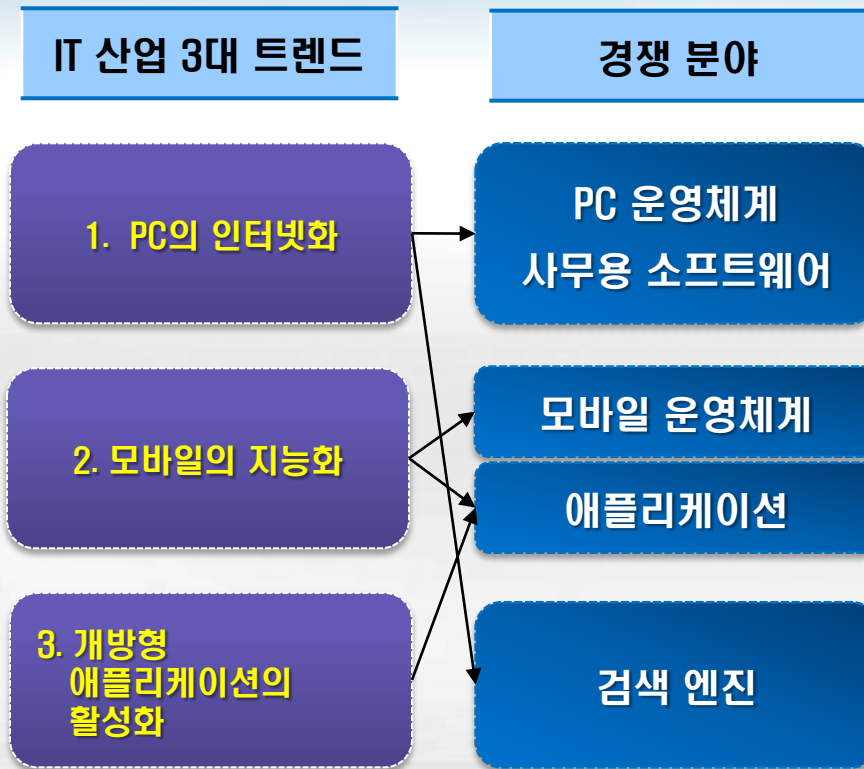 IT 산업 3대 트렌드
경쟁 분야
1. PC의 인터넷화
PC 운영체계
사무용 소프트웨어
2. 모바일의 지능화
모바일 운영체계
애플리케이션
3. 개방형
애플리케이션의
활성화
검색 엔진